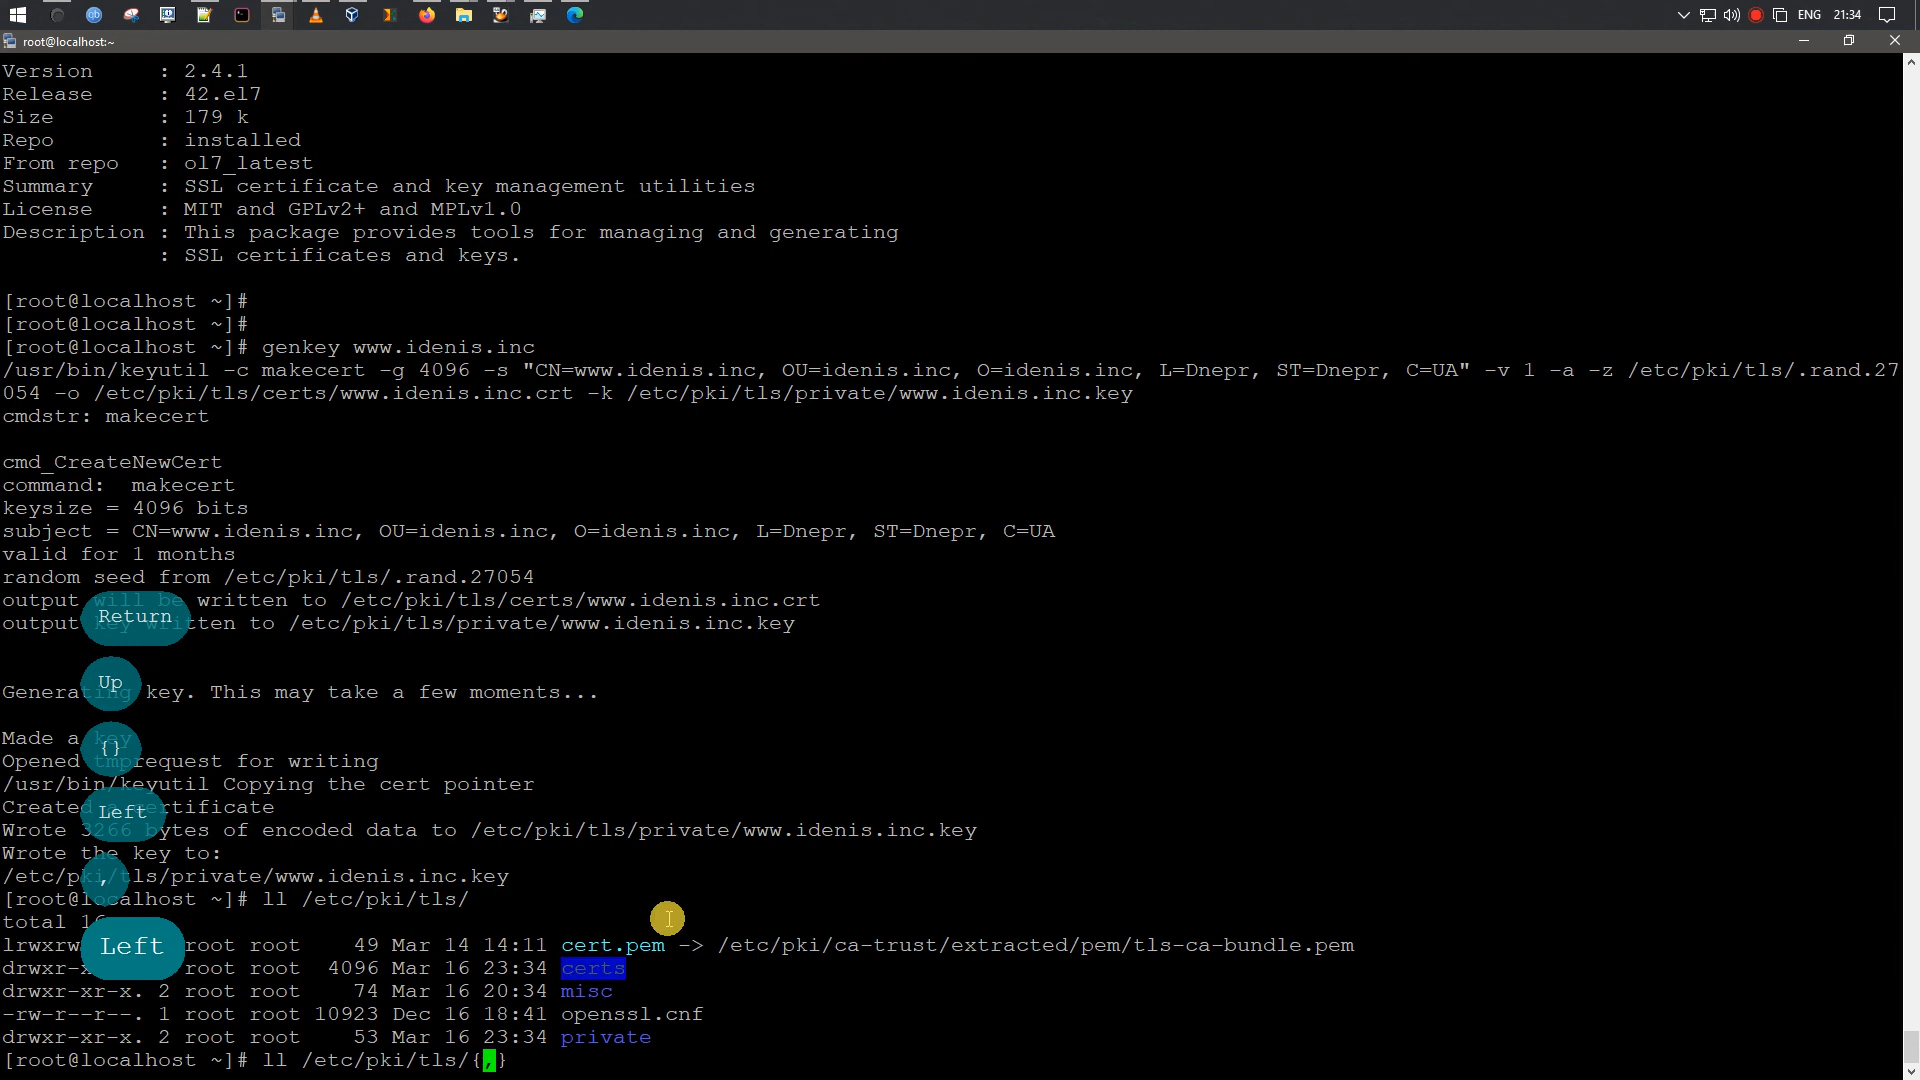 ENG 21:34
root@localhost:~
Version : 2.4.1
Release : 42.el7
Size : 179 k
Repo : installed
From repo : ol7_latest
Summary : SSL certificate and key management utilities
License : MIT and GPLv2+ and MPLv1.0
Description : This package provides tools for managing and generating
: SSL certificates and keys.
[root@localhost ~]#
[root@localhost ~]#
[root@localhost ~]# genkey www.idenis.inc
/usr/bin/keyutil -c makecert -g 4096 -s "CN=www.idenis.inc, OU=idenis.inc, O=idenis.inc, L=Dnepr, ST=Dnepr, C=UA" -v 1 -a -z /etc/pki/tls/.rand.27
054 -o /etc/pki/tls/certs/www.idenis.inc.crt -k /etc/pki/tls/private/www.idenis.inc.key
cmdstr: makecert
cmd_CreateNewCert
command: makecert
keysize = 4096 bits
subject = CN=www.idenis.inc, OU=idenis.inc, O=idenis.inc, L=Dnepr, ST=Dnepr, C=UA
valid for 1 months
random seed from /etc/pki/tls/.rand.27054
output will be written to /etc/pki/tls/certs/www.idenis.inc.crt
Return
output key written to /etc/pki/tls/private/www.idenis.inc.key
Up
Generating key. This may take a few moments...
Made a key
{}
Opened tmprequest for writing
/usr/bin/keyutil Copying the cert pointer
Created a certificate
Left
Wrote 3266 bytes of encoded data to /etc/pki/tls/private/www.idenis.inc.key
Wrote the key to:
/etc/pki/tls/private/www.idenis.inc.key
,
[root@localhost ~]# ll /etc/pki/tls/
total 16
Left
lrwxrw root root 49 Mar 14 14:11 cert.pem -> /etc/pki/ca-trust/extracted/pem/tls-ca-bundle.pem
drwxr-x root root 4096 Mar 16 23:34 certs
drwxr-xr-x. 2 root root 74 Mar 16 20:34 misc
-rw-r--r--. 1 root root 10923 Dec 16 18:41 openssl.cnf
drwxr-xr-x. 2 root root 53 Mar 16 23:34 private
[root@localhost ~]# ll /etc/pki/tls/{,}